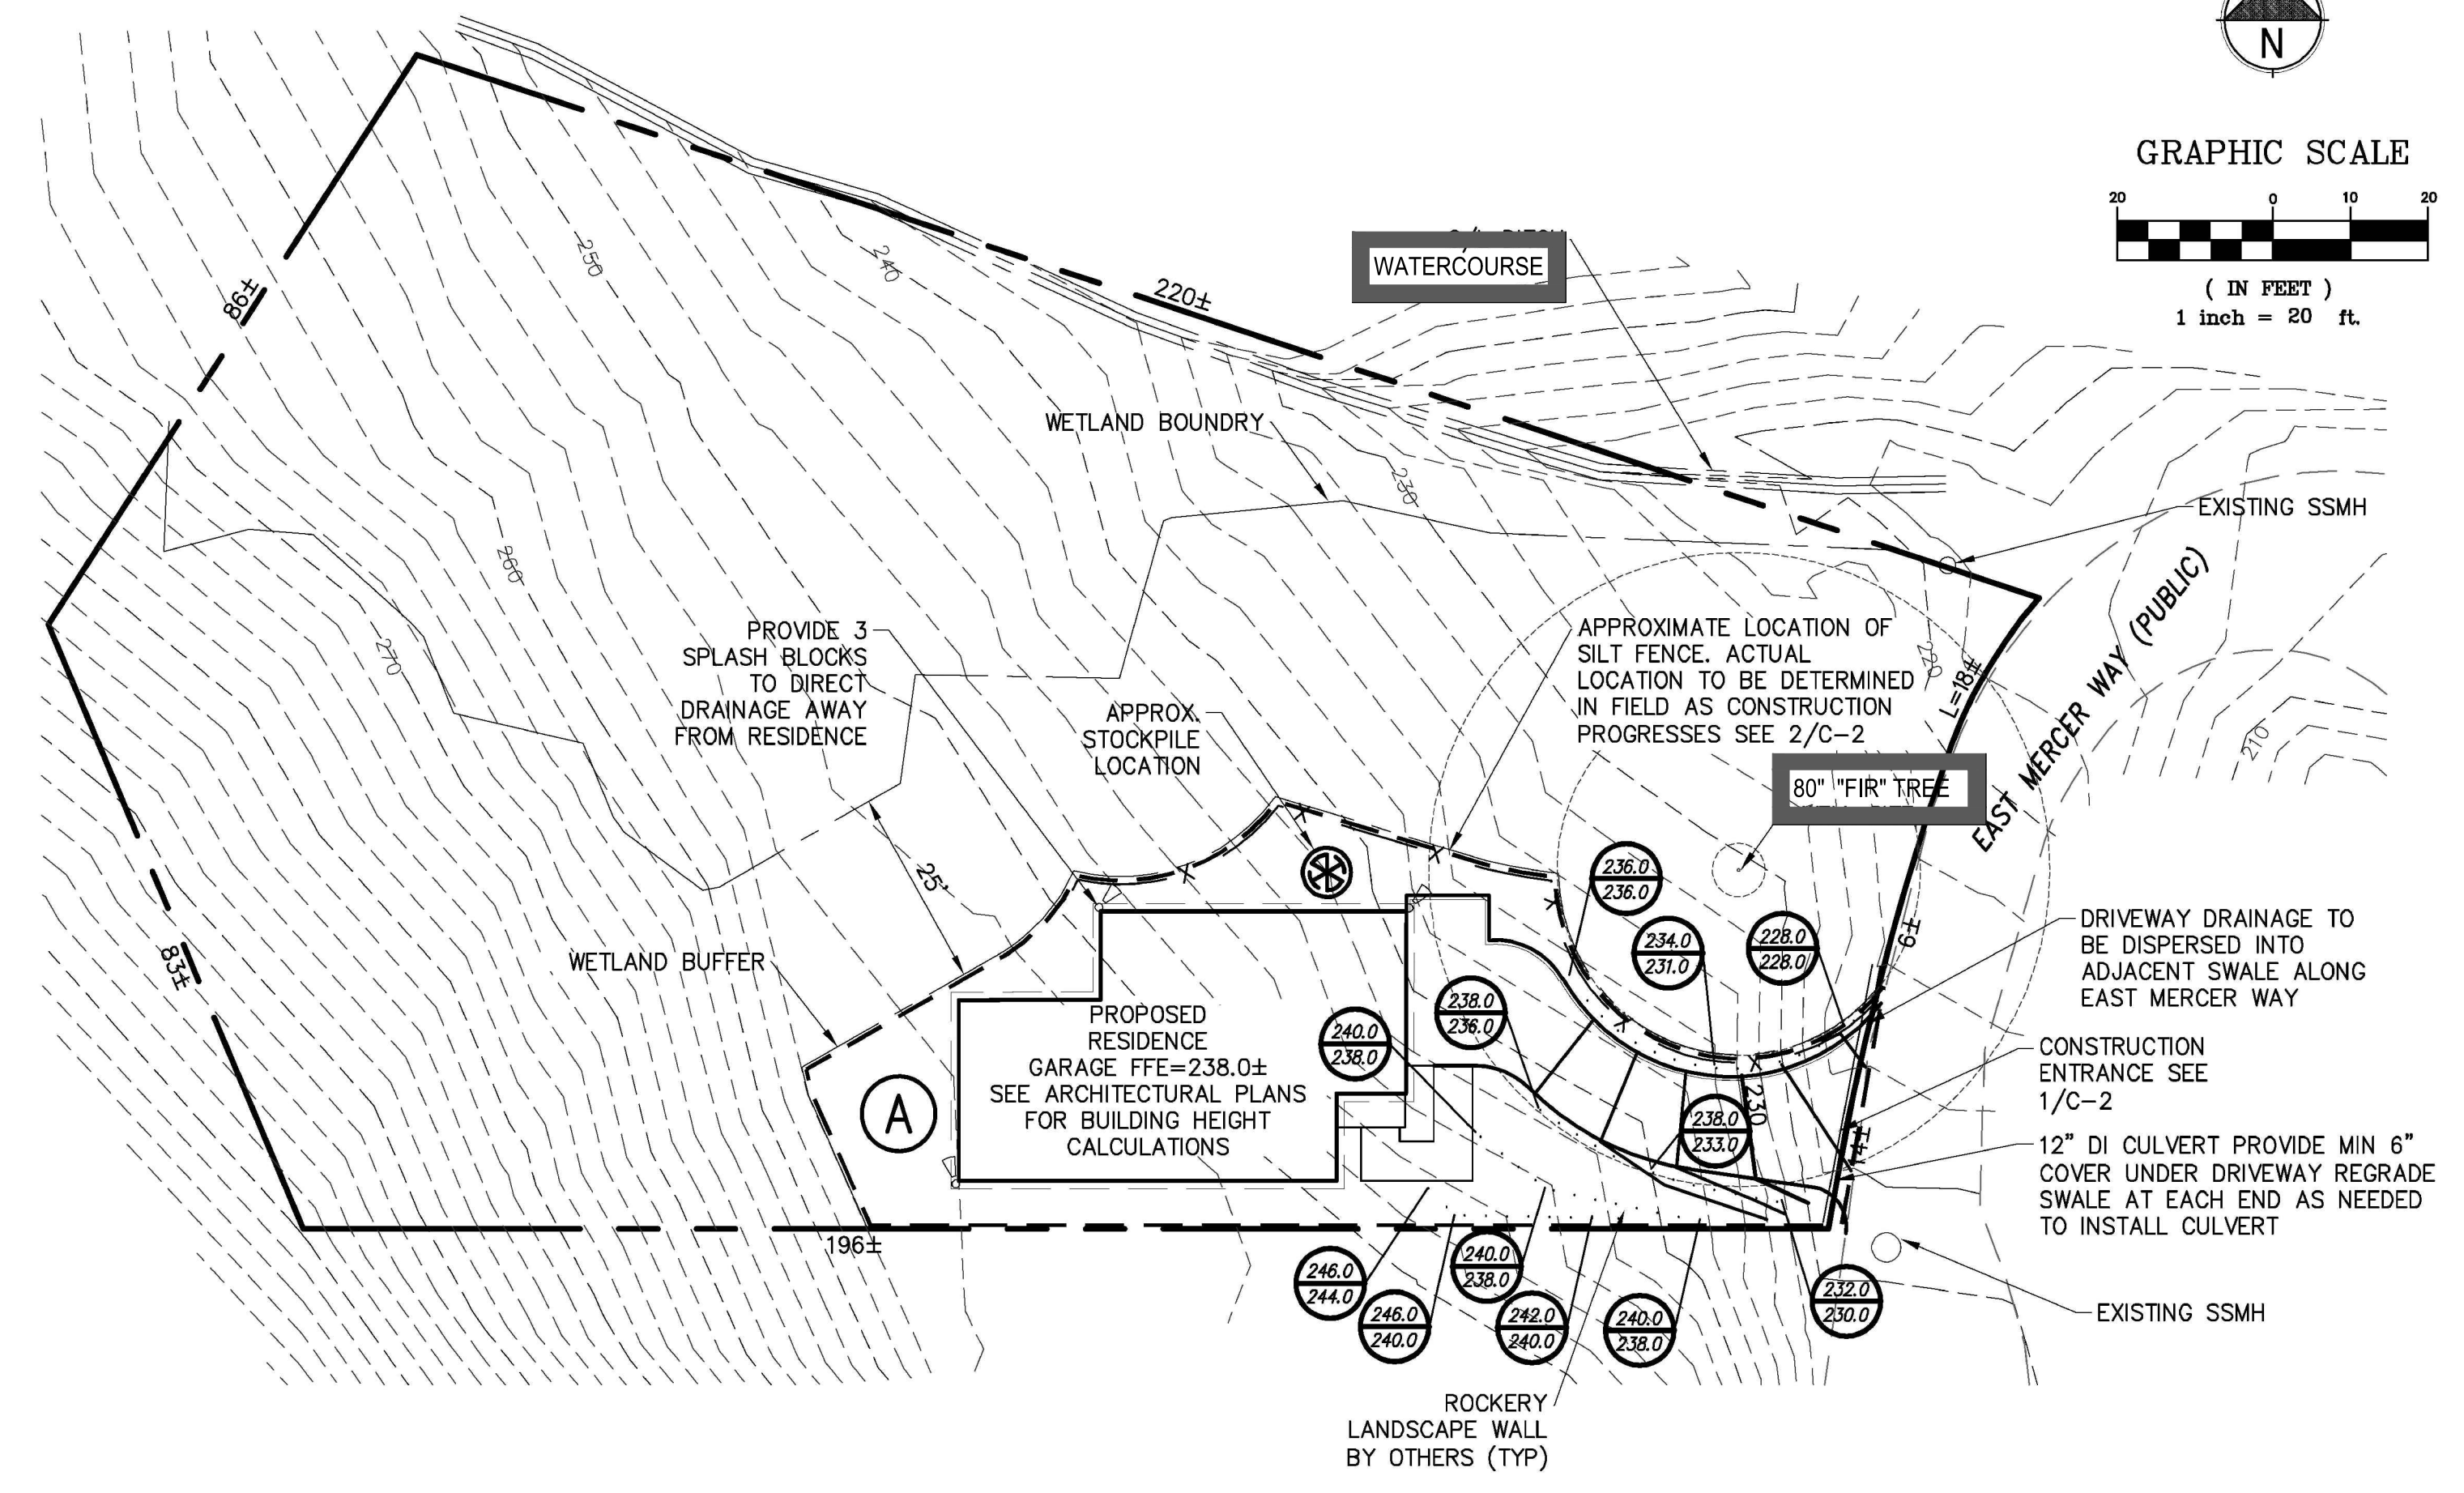 N
GRAPHIC SCALE
20 0 10 20
( IN FEET )
1 inch = 20 ft.
WATERCOURSE
220±
86±
250
240
WETLAND BOUNDRY
230
EXISTING SSMH
260
270
PROVIDE 3
SPLASH BLOCKS
TO DIRECT
DRAINAGE AWAY
FROM RESIDENCE
APPROX.
STOCKPILE
LOCATION
APPROXIMATE LOCATION OF
SILT FENCE. ACTUAL
LOCATION TO BE DETERMINED
IN FIELD AS CONSTRUCTION
PROGRESSES SEE 2/C-2
220
L=18±
EAST MERCER WAY (PUBLIC)
210
80" "FIR" TREE
25'
WETLAND BUFFER
83±
236.0
236.0
234.0
231.0
228.0
228.0
6±
DRIVEWAY DRAINAGE TO
BE DISPERSED INTO
ADJACENT SWALE ALONG
EAST MERCER WAY
238.0
236.0
240.0
238.0
PROPOSED
RESIDENCE
GARAGE FFE=238.0±
SEE ARCHITECTURAL PLANS
FOR BUILDING HEIGHT
CALCULATIONS
A
CONSTRUCTION
ENTRANCE SEE
1/C-2
230
238.0
233.0
14±
12" DI CULVERT PROVIDE MIN 6"
COVER UNDER DRIVEWAY REGRADE
SWALE AT EACH END AS NEEDED
TO INSTALL CULVERT
196±
246.0
244.0
246.0
240.0
240.0
238.0
242.0
240.0
240.0
238.0
232.0
230.0
EXISTING SSMH
ROCKERY
LANDSCAPE WALL
BY OTHERS (TYP)